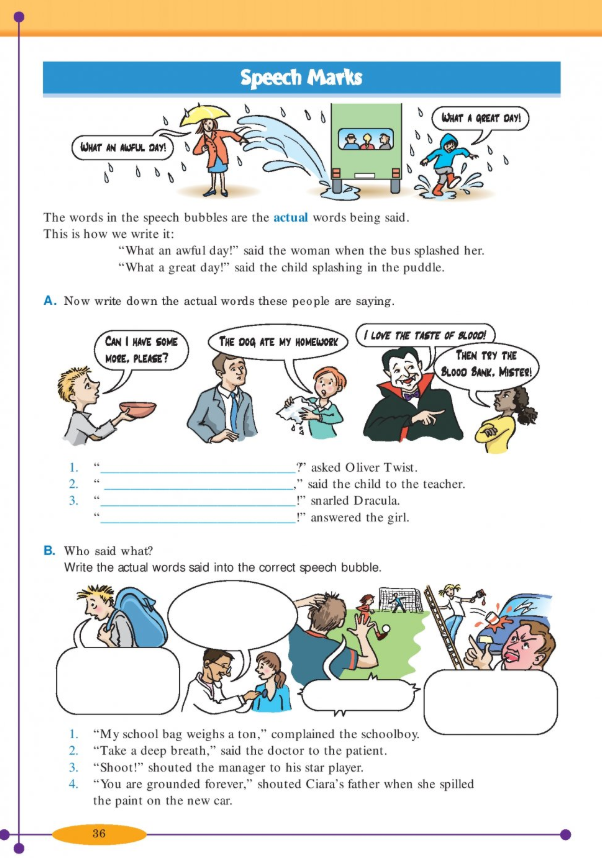 Speech Marks
WHAT AN AWFUL DAY!
WHAT A GREAT DAY!
The words in the speech bubbles are the actual words being said.
This is how we write it:
“What an awful day!” said the woman when the bus splashed her.
“What a great day!” said the child splashing in the puddle.
A. Now write down the actual words these people are saying.
CAN I HAVE SOME
MORE, PLEASE?
THE DOG ATE MY HOMEWORK
I LOVE THE TASTE OF BLOOD!
THEN TRY THE
BLOOD BANK, MISTER!
1. “______________________________?” asked Oliver Twist.
2. “______________________________,” said the child to the teacher.
3. “______________________________!” snarled Dracula.
“______________________________!” answered the girl.
B. Who said what?
Write the actual words said into the correct speech bubble.
1. “My school bag weighs a ton,” complained the schoolboy.
2. “Take a deep breath,” said the doctor to the patient.
3. “Shoot!” shouted the manager to his star player.
4. “You are grounded forever,” shouted Ciara’s father when she spilled
the paint on the new car.
36